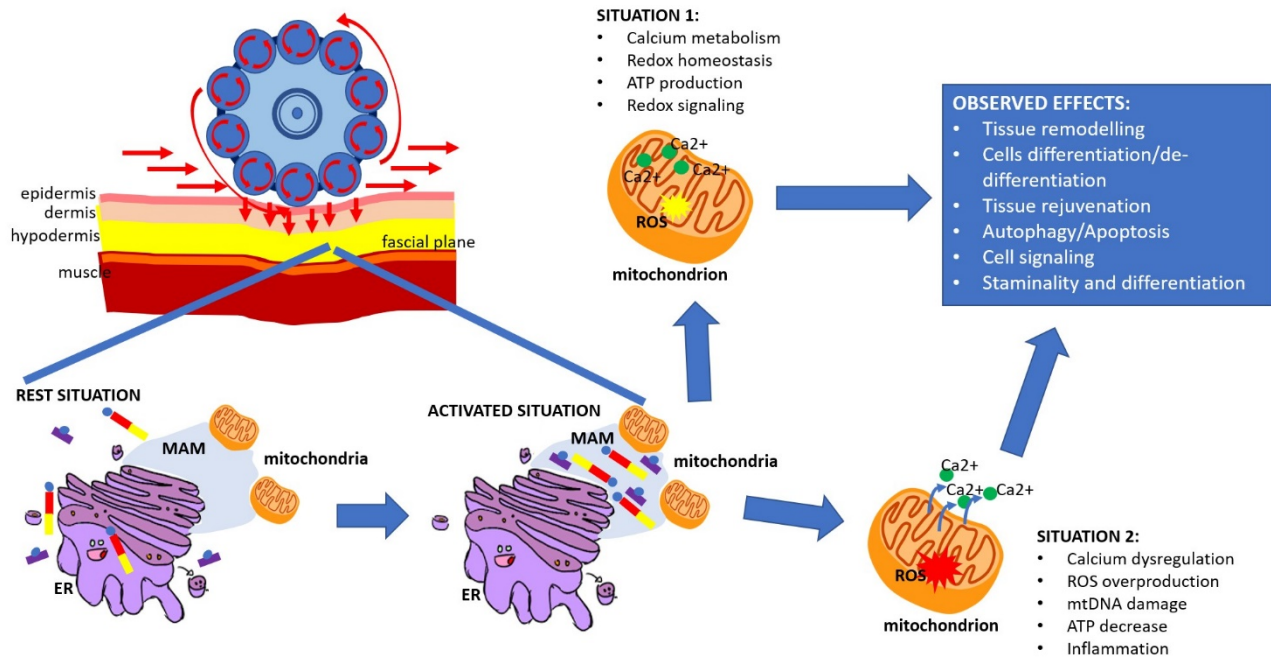 SITUATION 1:
• Calcium metabolism
• Redox homeostasis
• ATP production
• Redox signaling
Ca2+
Ca2+
Ca2+
ROS
mitochondrion
OBSERVED EFFECTS:
• Tissue remodelling
• Cells differentiation/de-
differentiation
• Tissue rejuvenation
• Autophagy/Apoptosis
• Cell signaling
• Staminality and differentiation
epidermis
dermis
hypodermis
fascial plane
muscle
REST SITUATION
MAM
mitochondria
ER
ACTIVATED SITUATION
MAM
mitochondria
ER
Ca2+
Ca2+
Ca2+
ROS
mitochondrion
SITUATION 2:
• Calcium dysregulation
• ROS overproduction
• mtDNA damage
• ATP decrease
• Inflammation